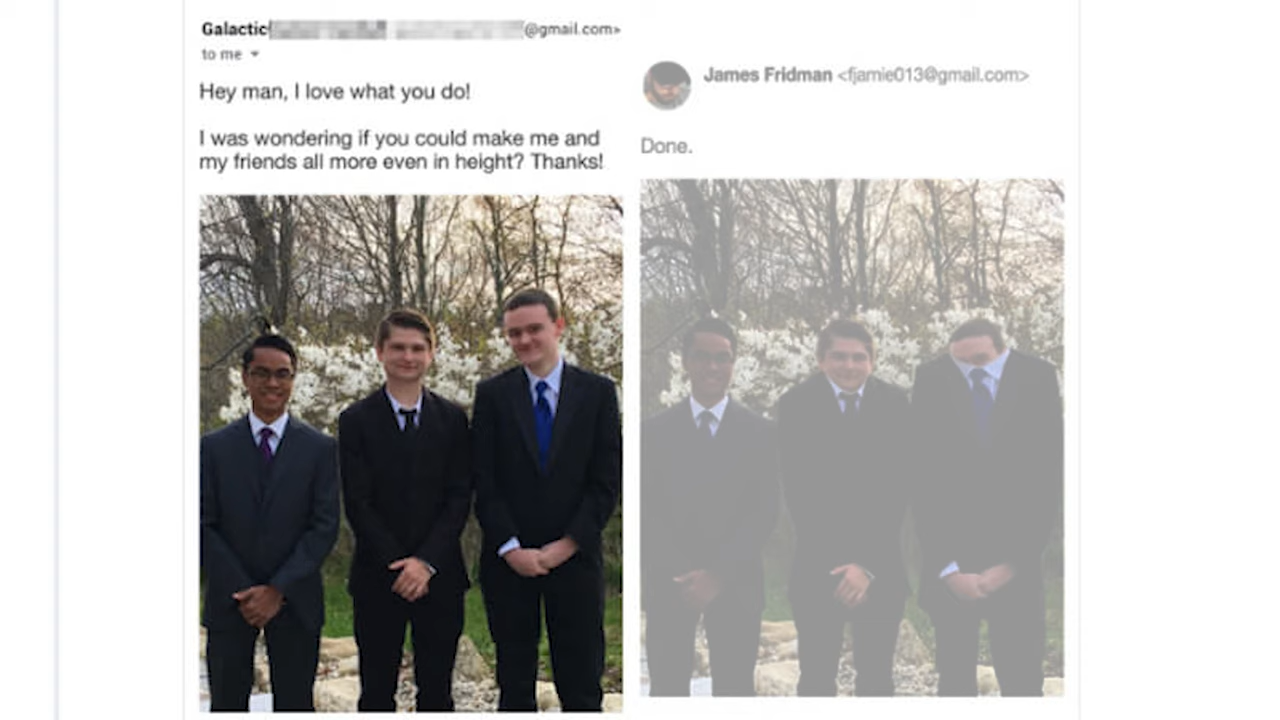 Galactic @gmail.com>
to me
Hey man, I love what you do!
I was wondering if you could make me and
my friends all more even in height? Thanks!
James Fridman <fjamie013@gmail.com>
Done.